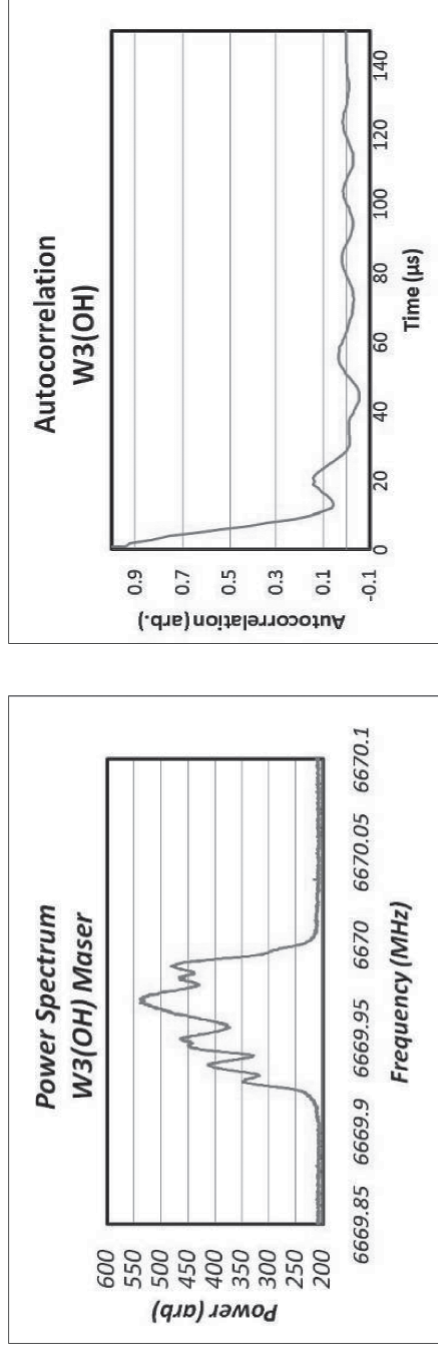 Power Spectrum
W3(OH) Maser
600
550
500
450
400
350
300
250
200
Power (arb)
6669.85 6669.9 6669.95 6670 6670.05 6670.1
Frequency (MHz)
Autocorrelation
W3(OH)
0.9
0.7
0.5
0.3
0.1
-0.1
Autocorrelation (arb.)
0 20 40 60 80 100 120 140
Time (μs)